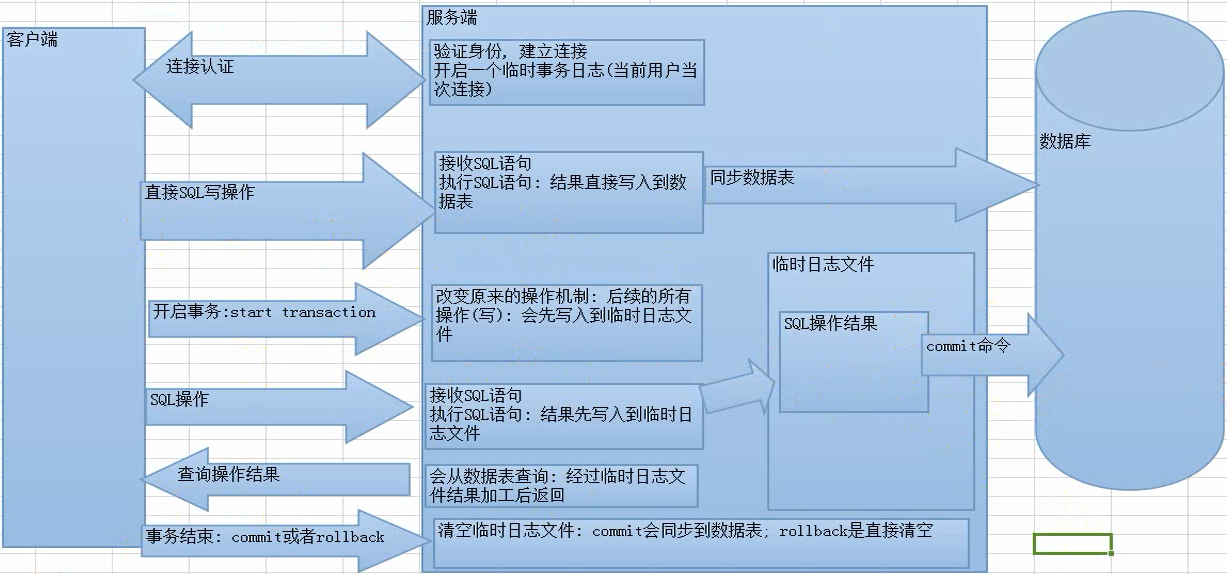 客户端
服务端
连接认证
验证身份, 建立连接
开启一个临时事务日志(当前用户当
次连接)
数据库
直接SQL写操作
接收SQL语句
执行SQL语句: 结果直接写入到数
据表
同步数据表
临时日志文件
开启事务:start transaction
改变原来的操作机制: 后续的所有
操作(写): 会先写入到临时日志文
件
SQL操作结果
commit命令
SQL操作
接收SQL语句
执行SQL语句: 结果先写入到临时日
志文件
查询操作结果
会从数据表查询: 经过临时日志文
件结果加工后返回
事务结束: commit或者rollback
清空临时日志文件: commit会同步到数据表; rollback是直接清空